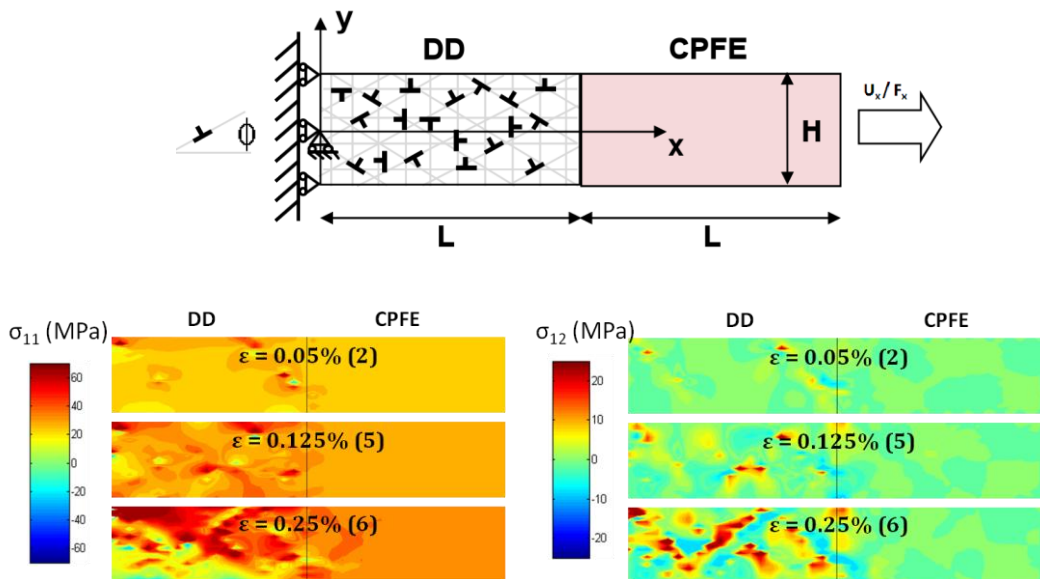 y
DD
CPFE
Uₓ / Fₓ
ϕ
H
x
L
L
σ₁₁ (MPa)
DD
CPFE
60
40
20
0
-20
-40
-60
ε = 0.05% (2)
ε = 0.125% (5)
ε = 0.25% (6)
σ₁₂ (MPa)
DD
CPFE
20
10
0
-10
-20
ε = 0.05% (2)
ε = 0.125% (5)
ε = 0.25% (6)